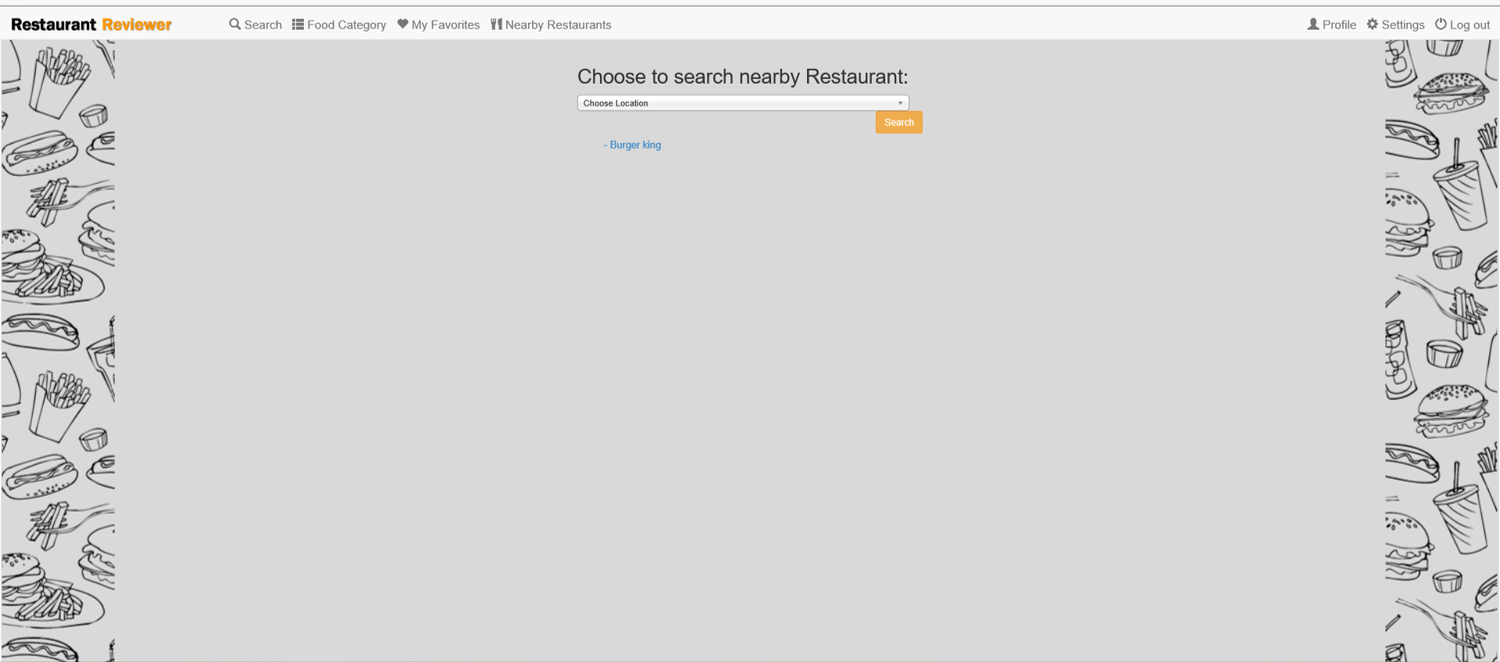 Restaurant Reviewer Search Food Category My Favorites Nearby Restaurants Profile Settings Log out
Choose to search nearby Restaurant:
Choose Location
Search
- Burger king